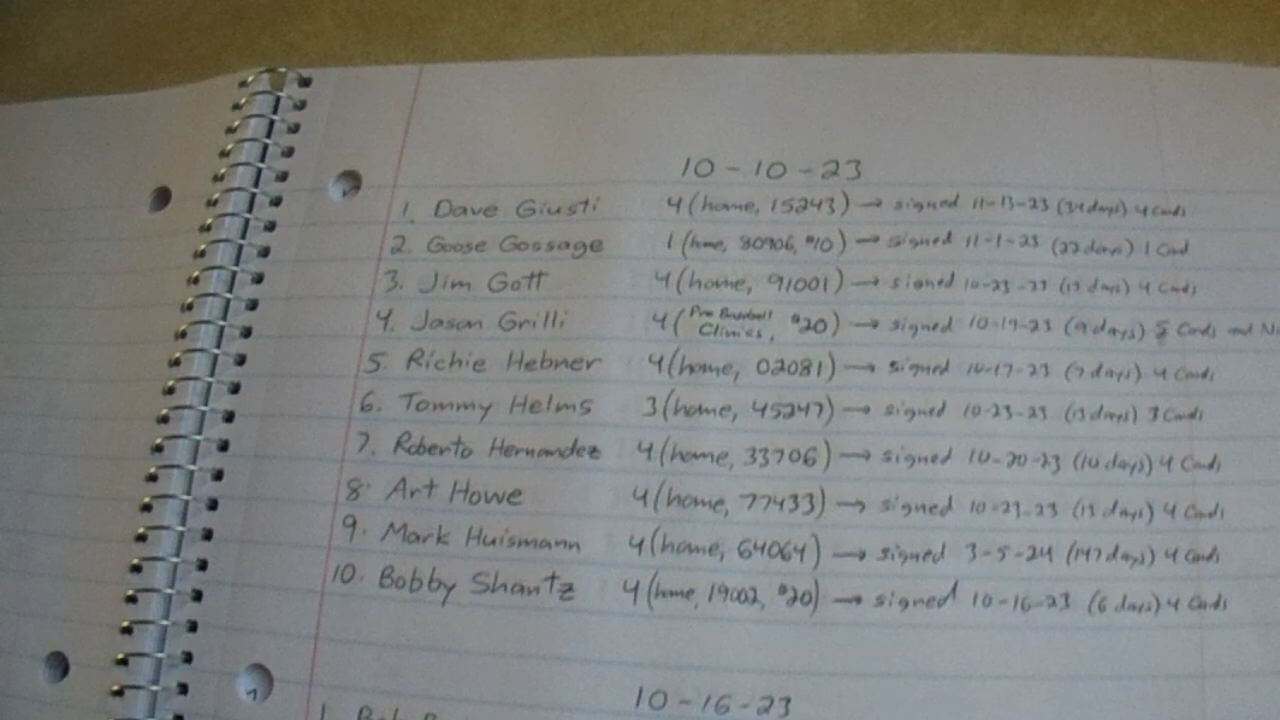 10-10-23
1. Dave Giusti 4 (home, 15243) → signed 11-13-23 (34 days) 4 Cards
2. Goose Gossage 1 (home, 80906, $10) → signed 11-1-23 (22 days) 1 Card
3. Jim Gott 4 (home, 91001) → signed 10-23-23 (13 days) 4 Cards
4. Jason Grilli 4 (Pro Baseball Clinics, $20) → signed 10-19-23 (9 days) 5 Cards and
5. Richie Hebner 4 (home, 02081) → signed 10-17-23 (7 days) 4 Cards
6. Tommy Helms 3 (home, 45247) → signed 10-23-23 (13 days) 3 Cards
7. Roberto Hernandez 4 (home, 33706) → signed 10-20-23 (10 days) 4 Cards
8. Art Howe 4 (home, 77433) → signed 10-23-23 (13 days) 4 Cards
9. Mark Huismann 4 (home, 64064) → signed 3-5-24 (147 days) 4 Cards
10. Bobby Shantz 4 (home, 19002, $20) → signed 10-16-23 (6 days) 4 Cards
10-16-23
1. Bob